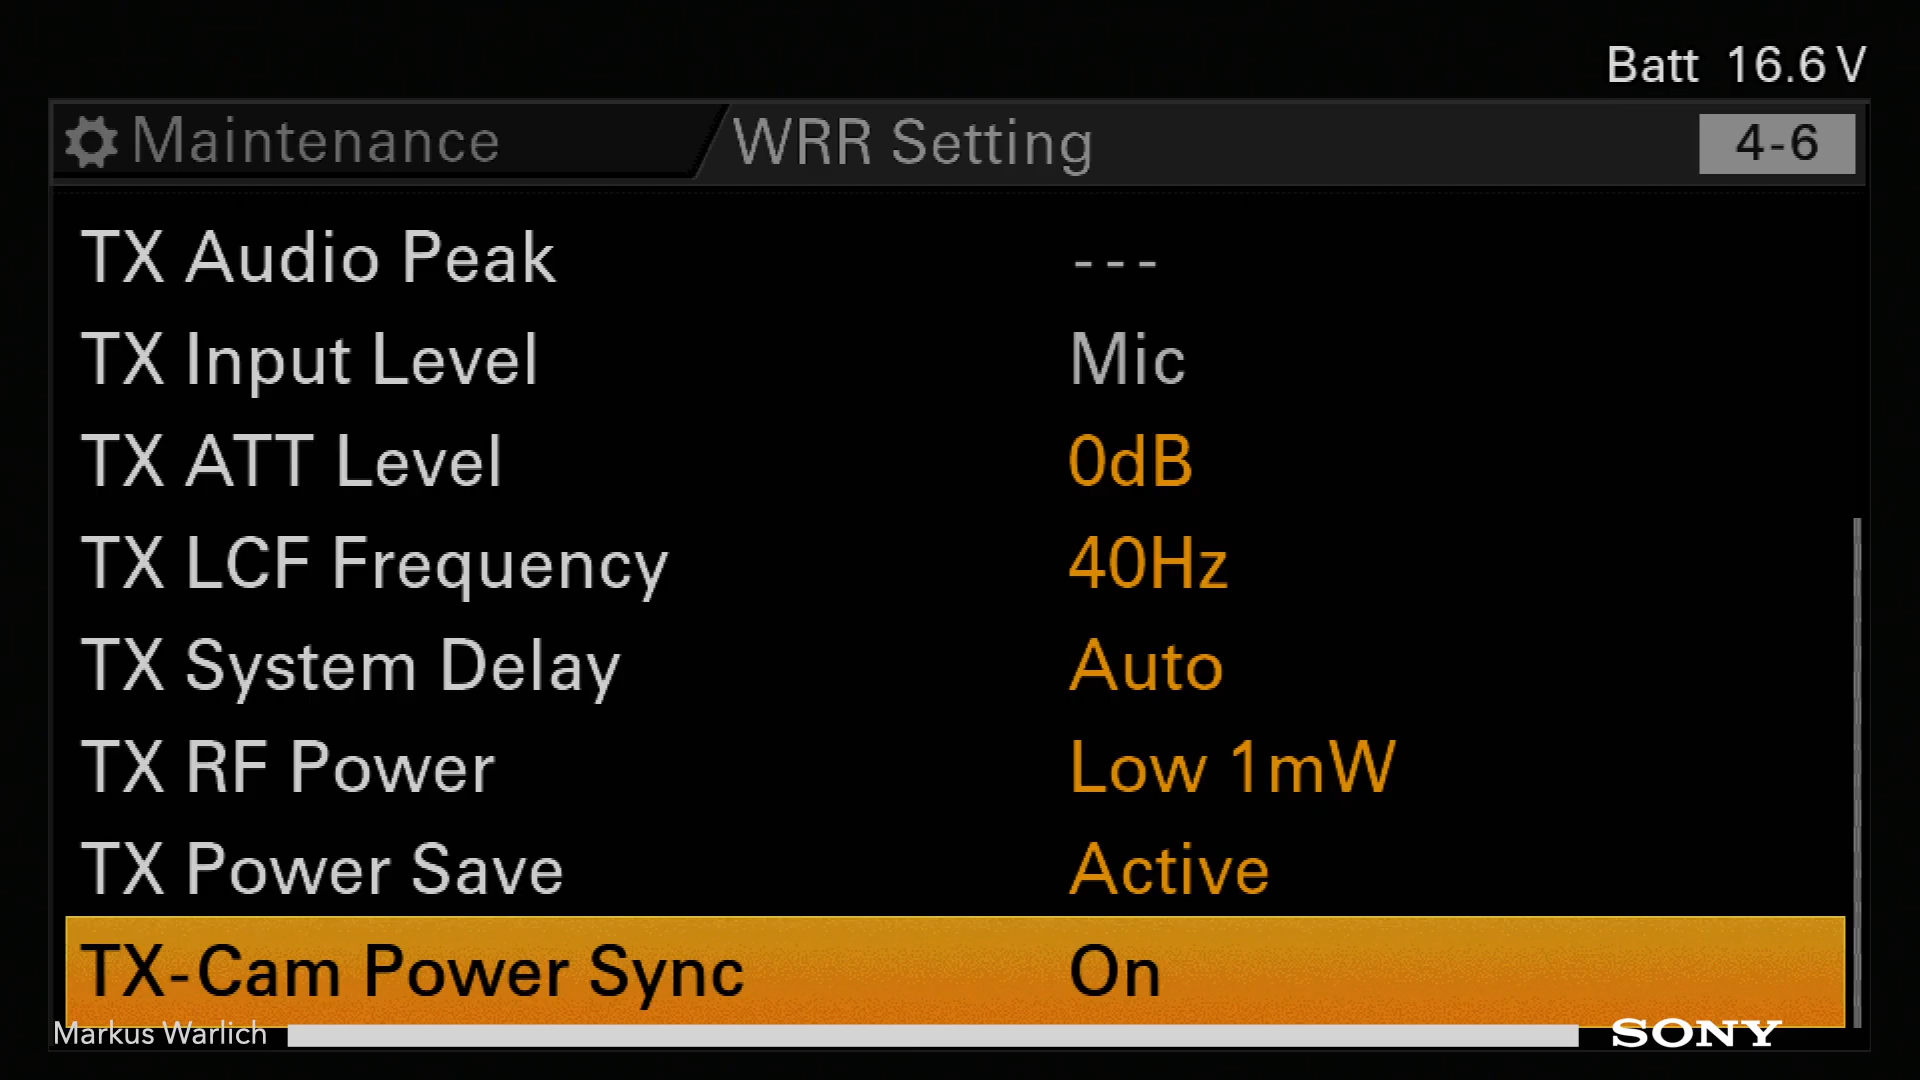 Batt 16.6 V
Maintenance WRR Setting 4-6
TX Audio Peak ---
TX Input Level Mic
TX ATT Level 0dB
TX LCF Frequency 40Hz
TX System Delay Auto
TX RF Power Low 1mW
TX Power Save Active
TX-Cam Power Sync On
Markus Warlich SONY